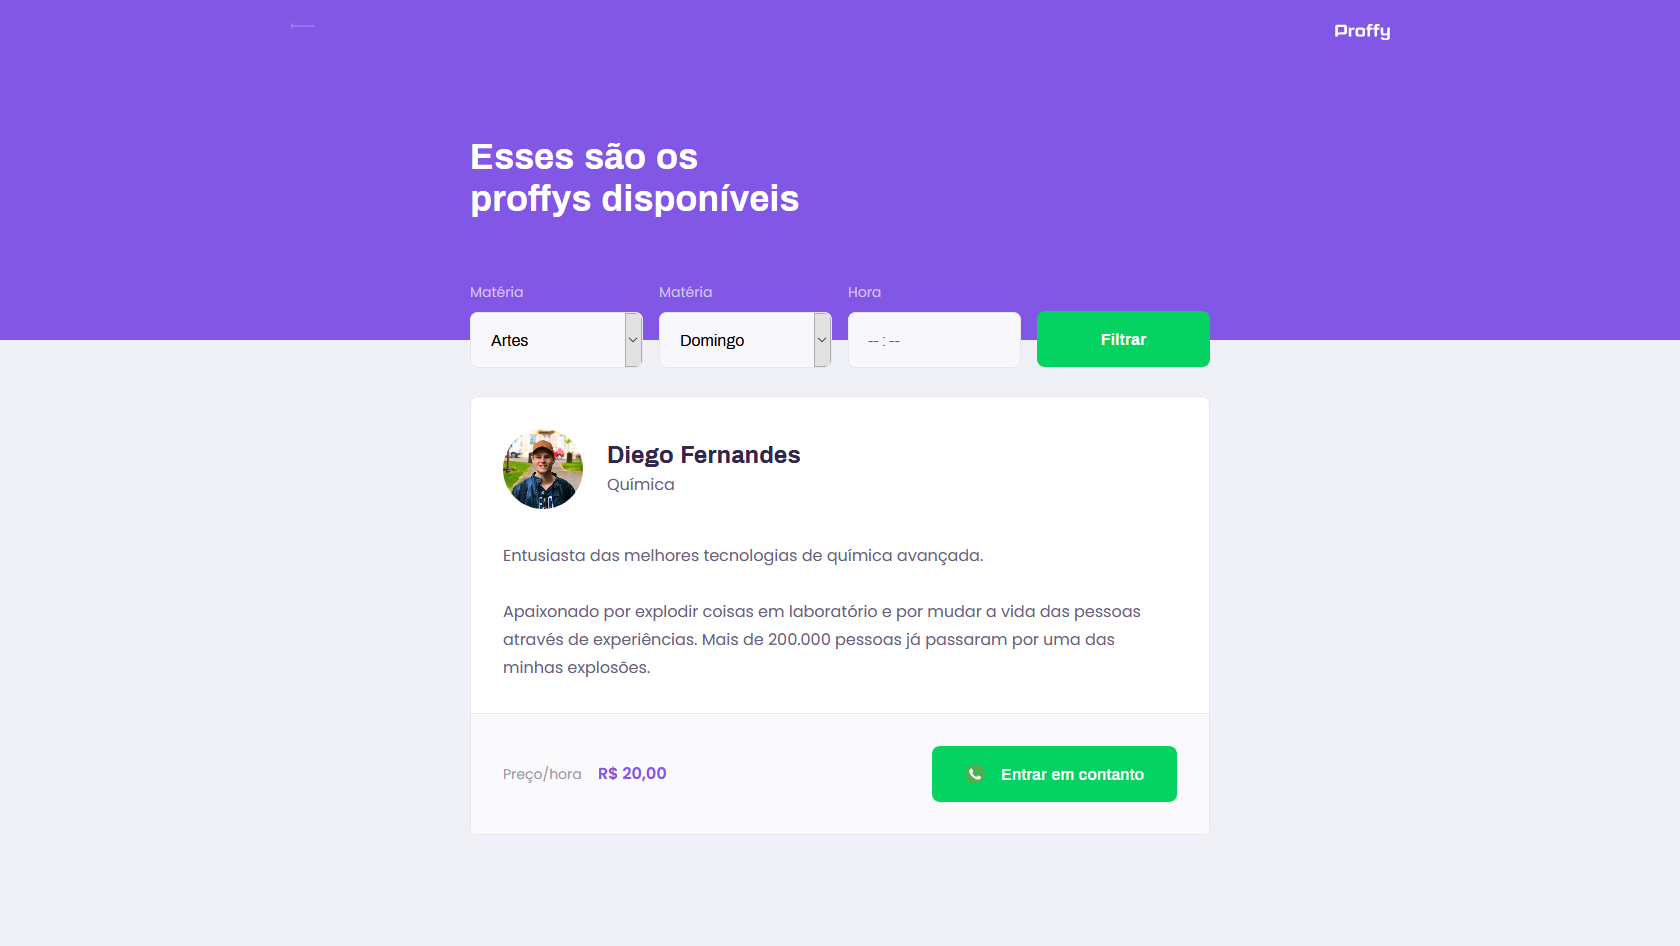 Proffy
Esses são os
proffys disponíveis
Matéria
Matéria
Hora
Artes
Domingo
-- : --
Filtrar
Diego Fernandes
Química
Entusiasta das melhores tecnologias de química avançada.
Apaixonado por explodir coisas em laboratório e por mudar a vida das pessoas
através de experiências. Mais de 200.000 pessoas já passaram por uma das
minhas explosões.
Preço/hora
R$ 20,00
Entrar em contanto